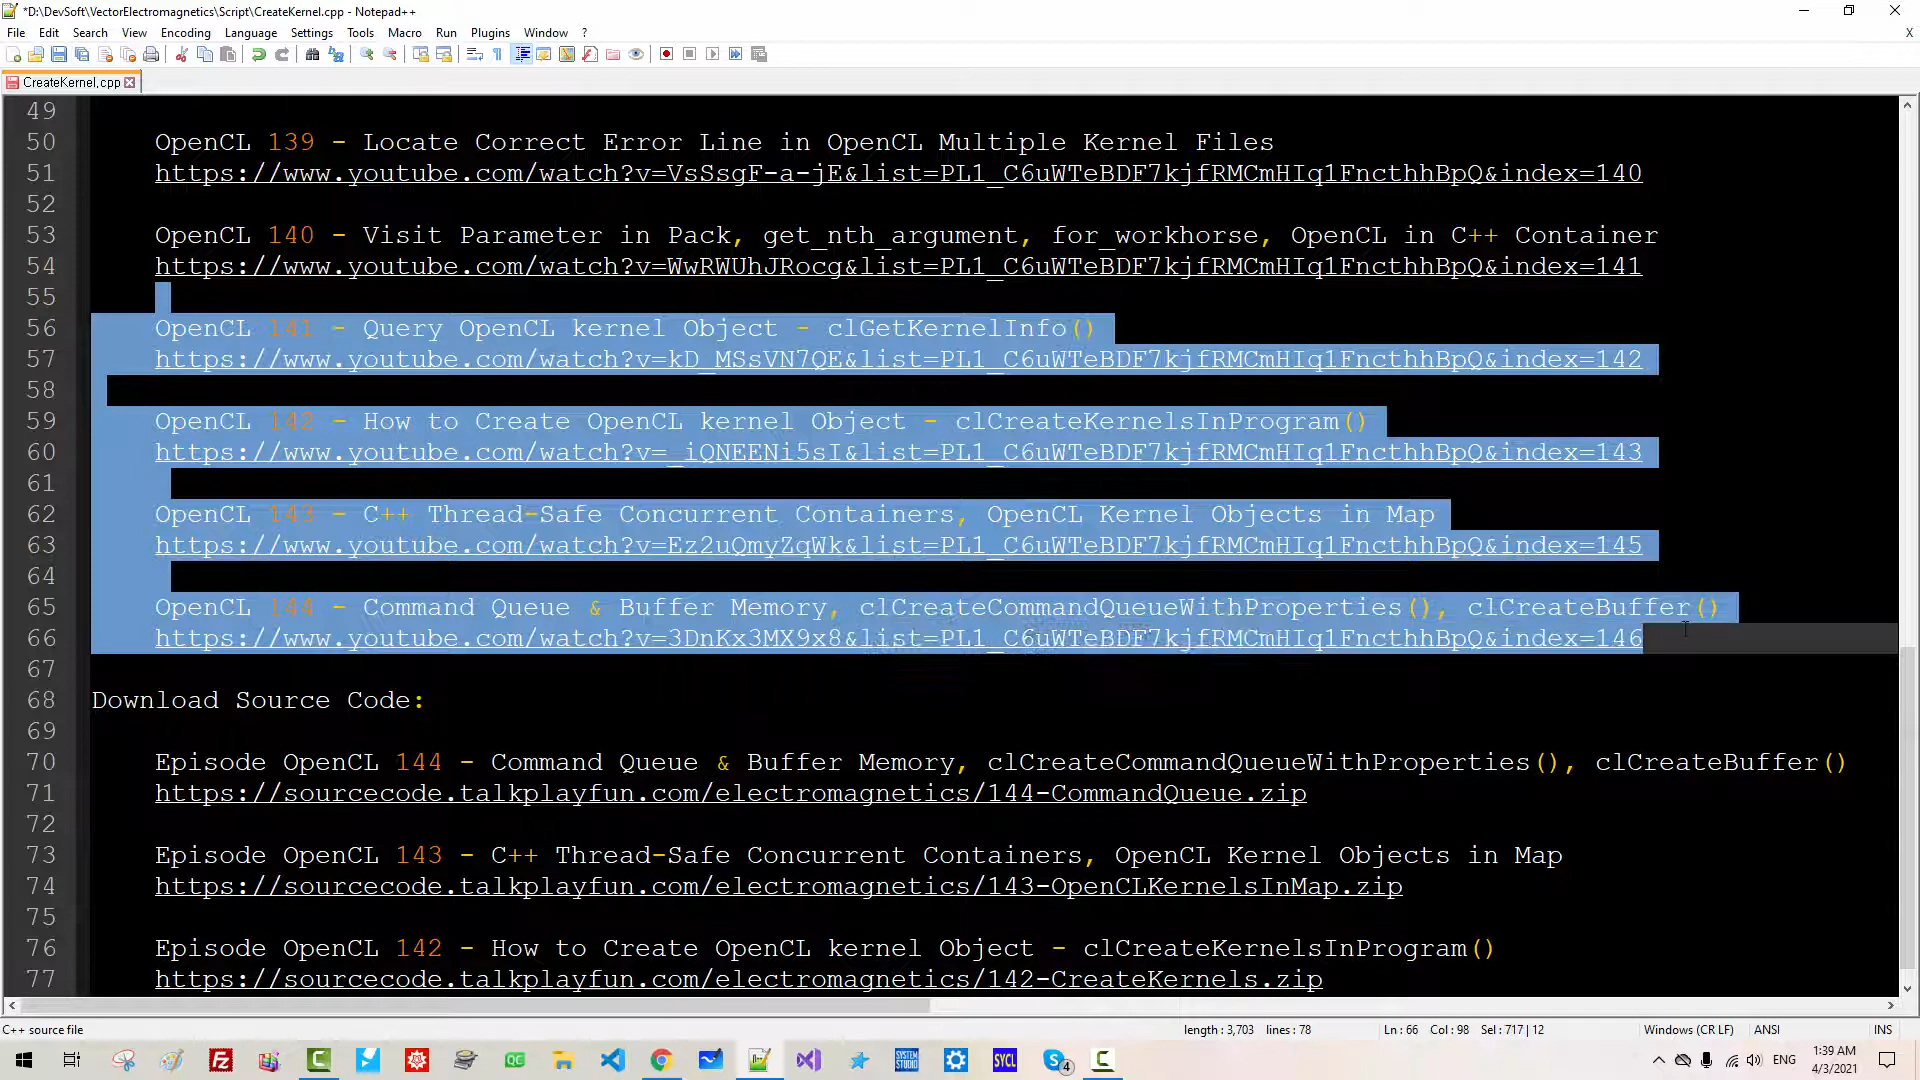 *D:\DevSoft\VectorElectromagnetics\Script\CreateKernel.cpp - Notepad++
File Edit Search View Encoding Language Settings Tools Macro Run Plugins Window ? X
CreateKernel.cpp
49
50 OpenCL 139 - Locate Correct Error Line in OpenCL Multiple Kernel Files
51 https://www.youtube.com/watch?v=VsSsgF-a-jE&list=PL1_C6uWTeBDF7kjfRMCmHIq1FncthhBpQ&index=140
52
53 OpenCL 140 - Visit Parameter in Pack, get_nth_argument, for_workhorse, OpenCL in C++ Container
54 https://www.youtube.com/watch?v=WwRWUhJRocg&list=PL1_C6uWTeBDF7kjfRMCmHIq1FncthhBpQ&index=141
55
56 OpenCL 141 - Query OpenCL kernel Object - clGetKernelInfo()
57 https://www.youtube.com/watch?v=kD_MSsVN7QE&list=PL1_C6uWTeBDF7kjfRMCmHIq1FncthhBpQ&index=142
58
59 OpenCL 142 - How to Create OpenCL kernel Object - clCreateKernelsInProgram()
60 https://www.youtube.com/watch?v=_iQNEENi5sI&list=PL1_C6uWTeBDF7kjfRMCmHIq1FncthhBpQ&index=143
61
62 OpenCL 143 - C++ Thread-Safe Concurrent Containers, OpenCL Kernel Objects in Map
63 https://www.youtube.com/watch?v=Ez2uQmyZqWk&list=PL1_C6uWTeBDF7kjfRMCmHIq1FncthhBpQ&index=145
64
65 OpenCL 144 - Command Queue & Buffer Memory, clCreateCommandQueueWithProperties(), clCreateBuffer()
66 https://www.youtube.com/watch?v=3DnKx3MX9x8&list=PL1_C6uWTeBDF7kjfRMCmHIq1FncthhBpQ&index=146
67
68 Download Source Code:
69
70 Episode OpenCL 144 - Command Queue & Buffer Memory, clCreateCommandQueueWithProperties(), clCreateBuffer()
71 https://sourcecode.talkplayfun.com/electromagnetics/144-CommandQueue.zip
72
73 Episode OpenCL 143 - C++ Thread-Safe Concurrent Containers, OpenCL Kernel Objects in Map
74 https://sourcecode.talkplayfun.com/electromagnetics/143-OpenCLKernelsInMap.zip
75
76 Episode OpenCL 142 - How to Create OpenCL kernel Object - clCreateKernelsInProgram()
77 https://sourcecode.talkplayfun.com/electromagnetics/142-CreateKernels.zip
C++ source file length : 3,703 lines : 78 Ln : 66 Col : 98 Sel : 717 | 12 Windows (CR LF) ANSI INS
QC SYSTEM STUDIO SYCL 4 ENG 1:39 AM
4/3/2021